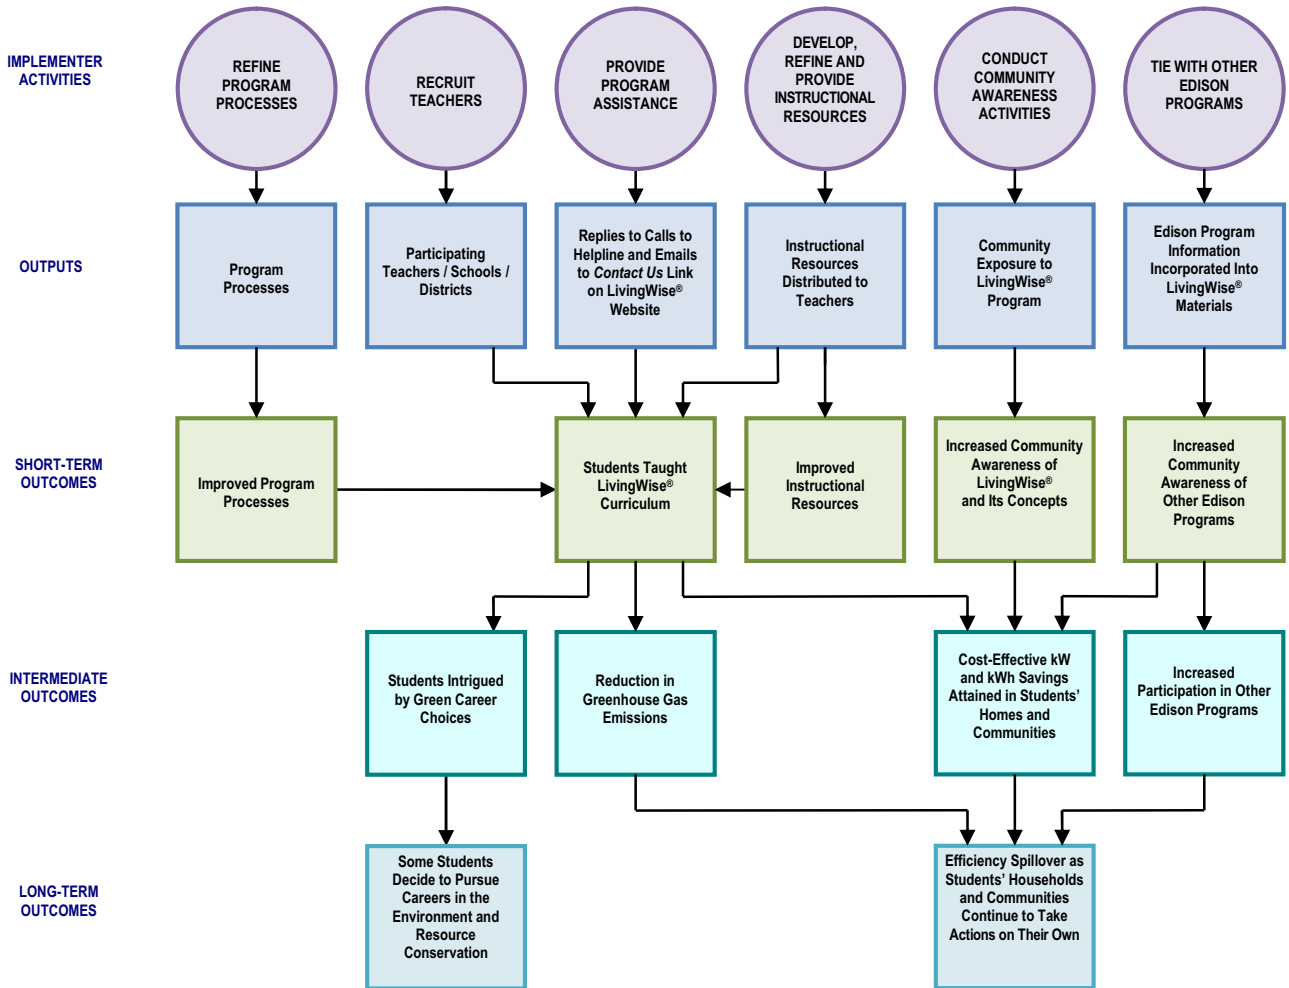 IMPLEMENTER
ACTIVITIES
REFINE
PROGRAM
PROCESSES
RECRUIT
TEACHERS
PROVIDE
PROGRAM
ASSISTANCE
DEVELOP,
REFINE AND
PROVIDE
INSTRUCTIONAL
RESOURCES
CONDUCT
COMMUNITY
AWARENESS
ACTIVITIES
TIE WITH OTHER
EDISON
PROGRAMS
OUTPUTS
Program
Processes
Participating
Teachers / Schools /
Districts
Replies to Calls to
Helpline and Emails
to Contact Us Link
on LivingWise®
Website
Instructional
Resources
Distributed to
Teachers
Community
Exposure to
LivingWise®
Program
Edison Program
Information
Incorporated Into
LivingWise®
Materials
SHORT-TERM
OUTCOMES
Improved Program
Processes
Students Taught
LivingWise®
Curriculum
Improved
Instructional
Resources
Increased Community
Awareness of
LivingWise®
and Its Concepts
Increased
Community
Awareness of
Other Edison
Programs
INTERMEDIATE
OUTCOMES
Students Intrigued
by Green Career
Choices
Reduction in
Greenhouse Gas
Emissions
Cost-Effective kW
and kWh Savings
Attained in Students’
Homes and
Communities
Increased
Participation in Other
Edison Programs
LONG-TERM
OUTCOMES
Some Students
Decide to Pursue
Careers in the
Environment and
Resource
Conservation
Efficiency Spillover as
Students’ Households
and Communities
Continue to Take
Actions on Their Own